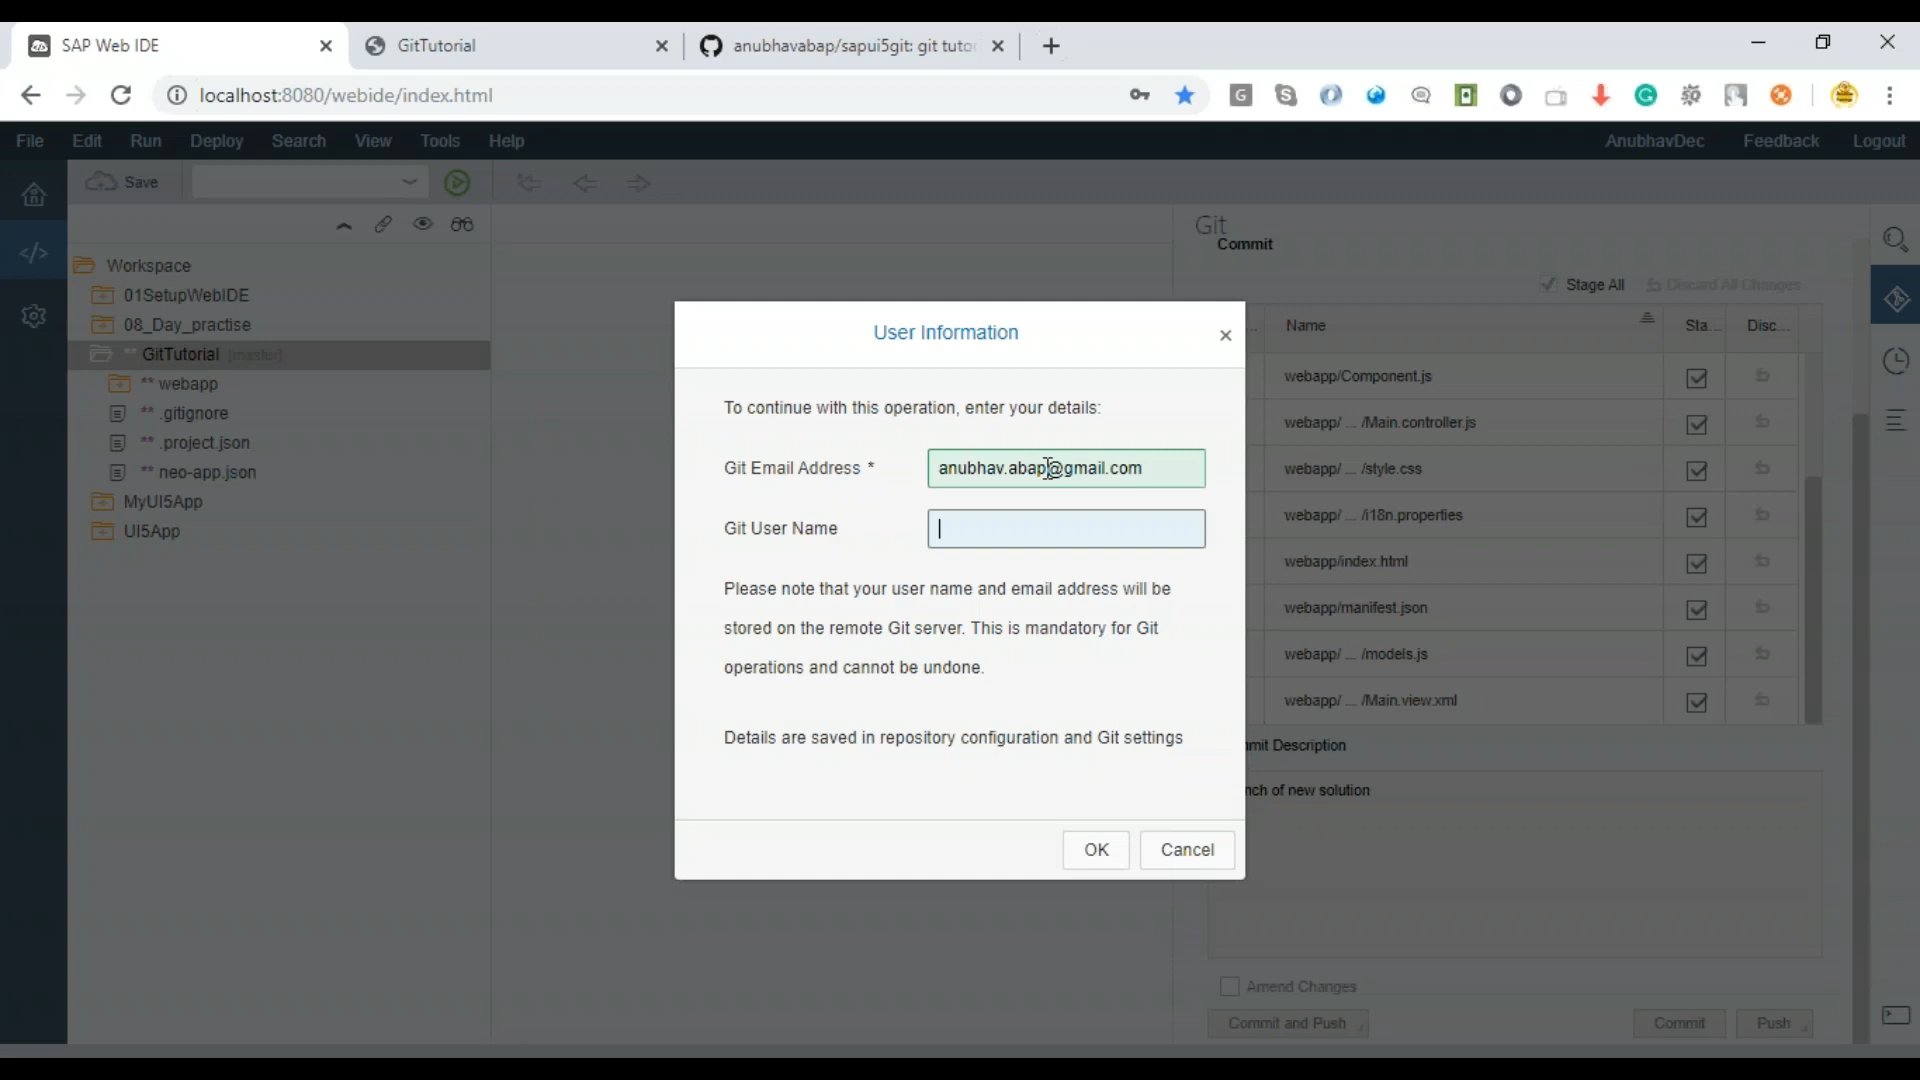 SAP Web IDE
GitTutorial
anubhavabap/sapui5git: git tutor
localhost:8080/webide/index.html
File Edit Run Deploy Search View Tools Help
AnubhavDec Feedback Logout
Save
Workspace
01SetupWebIDE
08_Day_practise
** GitTutorial [master]
** webapp
** .gitignore
** .project.json
** neo-app.json
MyUI5App
UI5App
User Information
To continue with this operation, enter your details:
Git Email Address * anubhav.abap@gmail.com
Git User Name
Please note that your user name and email address will be
stored on the remote Git server. This is mandatory for Git
operations and cannot be undone.
Details are saved in repository configuration and Git settings
OK Cancel
Git
Commit
Stage All Discard All Changes
Name Sta... Disc...
webapp/Component.js
webapp/ ... /Main.controller.js
webapp/ ... /style.css
webapp/ ... /i18n.properties
webapp/index.html
webapp/manifest.json
webapp/ ... /models.js
webapp/ ... /Main.view.xml
mit Description
nch of new solution
Amend Changes
Commit and Push Commit Push